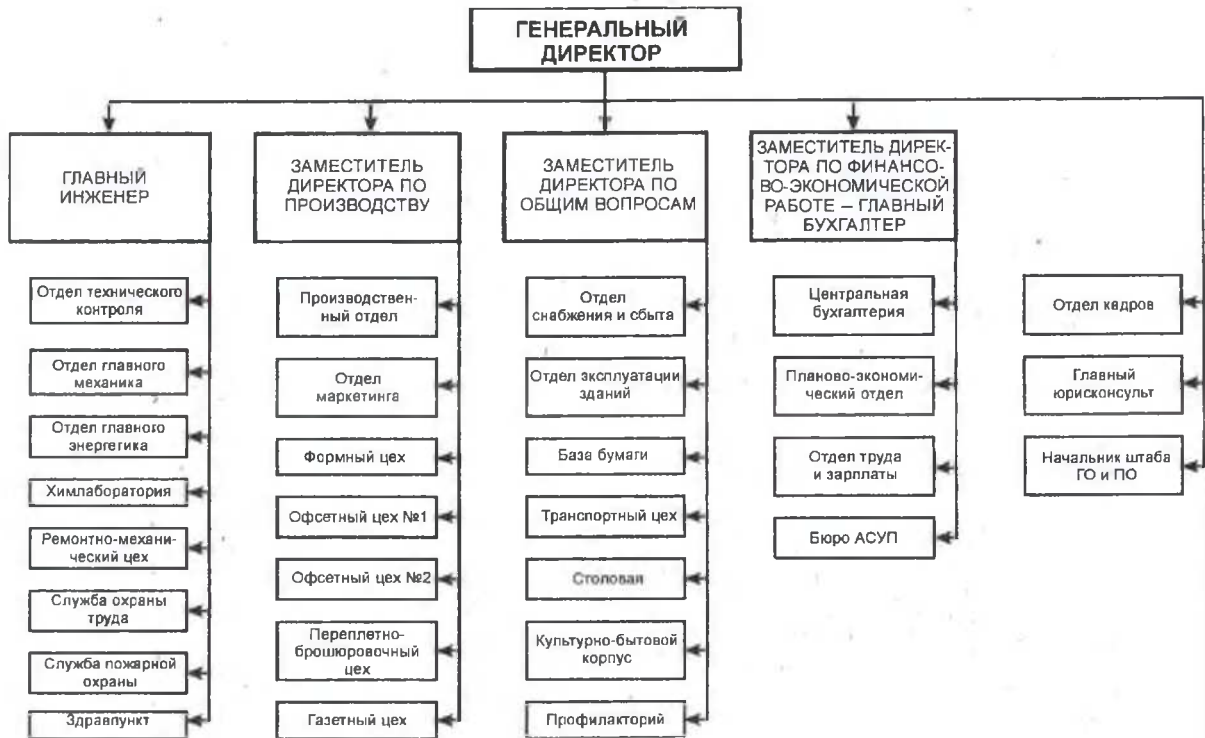 ГЕНЕРАЛЬНЫЙ
ДИРЕКТОР
ГЛАВНЫЙ
ИНЖЕНЕР
Отдел технического
контроля
Отдел главного
механика
Отдел главного
энергетика
Химлаборатория
Ремонтно-механи-
ческий цех
Служба охраны
труда
Служба пожарной
охраны
Здравпункт
ЗАМЕСТИТЕЛЬ
ДИРЕКТОРА ПО
ПРОИЗВОДСТВУ
Производствен-
ный отдел
Отдел
маркетинга
Формный цех
Офсетный цех №1
Офсетный цех №2
Переплетно-
брошюровочный
цех
Газетный цех
ЗАМЕСТИТЕЛЬ
ДИРЕКТОРА ПО
ОБЩИМ ВОПРОСАМ
Отдел
снабжения и сбыта
Отдел эксплуатации
зданий
База бумаги
Транспортный цех
Столовая
Культурно-бытовой
корпус
Профилакторий
ЗАМЕСТИТЕЛЬ ДИРЕК-
ТОРА ПО ФИНАНСО-
ВО-ЭКОНОМИЧЕСКОЙ
РАБОТЕ – ГЛАВНЫЙ
БУХГАЛТЕР
Центральная
бухгалтерия
Планово-экономи-
ческий отдел
Отдел труда
и зарплаты
Бюро АСУП
Отдел кадров
Главный
юрисконсульт
Начальник штаба
ГО и ПО